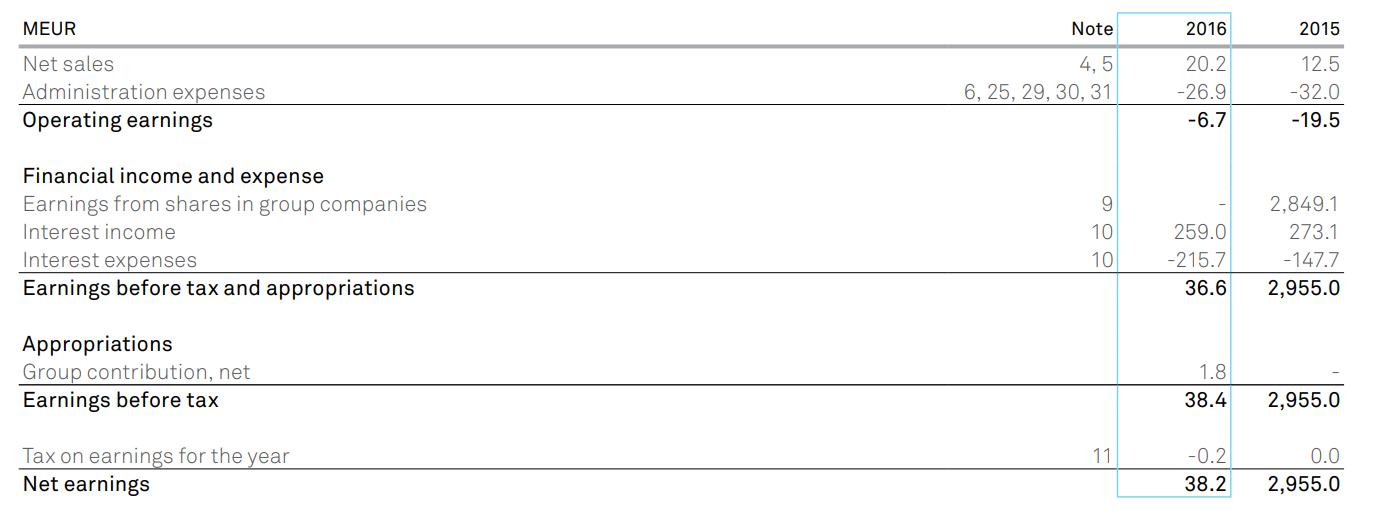 MEUR Note 2016 2015
Net sales 4, 5 20.2 12.5
Administration expenses 6, 25, 29, 30, 31 -26.9 -32.0
Operating earnings -6.7 -19.5
Financial income and expense
Earnings from shares in group companies 9 - 2,849.1
Interest income 10 259.0 273.1
Interest expenses 10 -215.7 -147.7
Earnings before tax and appropriations 36.6 2,955.0
Appropriations
Group contribution, net 1.8 -
Earnings before tax 38.4 2,955.0
Tax on earnings for the year 11 -0.2 0.0
Net earnings 38.2 2,955.0